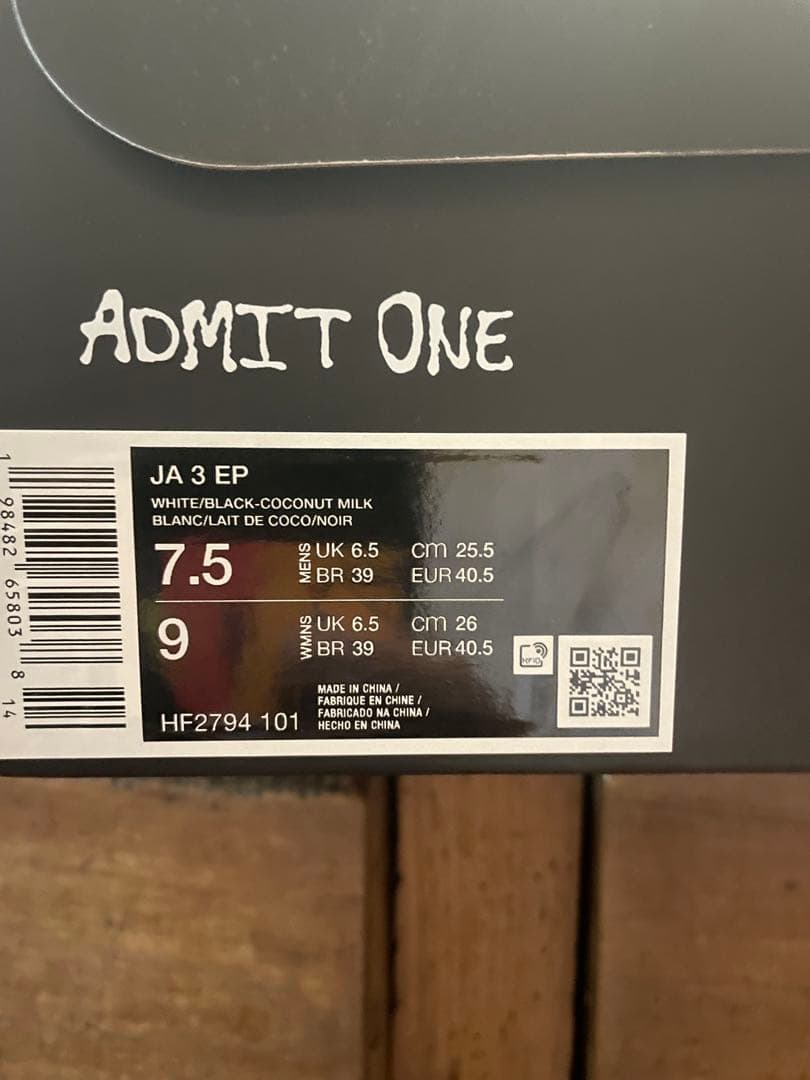 ADMIT ONE
JA 3 EP
WHITE/BLACK-COCONUT MILK
BLANC/LAIT DE COCO/NOIR
7.5 MENS UK 6.5 cm 25.5
BR 39 EUR 40.5
9 WMNS UK 6.5 cm 26
BR 39 EUR 40.5
MADE IN CHINA /
FABRIQUE EN CHINE /
FABRICADO NA CHINA /
HECHO EN CHINA
HF2794 101
1 98482 65803 8 14